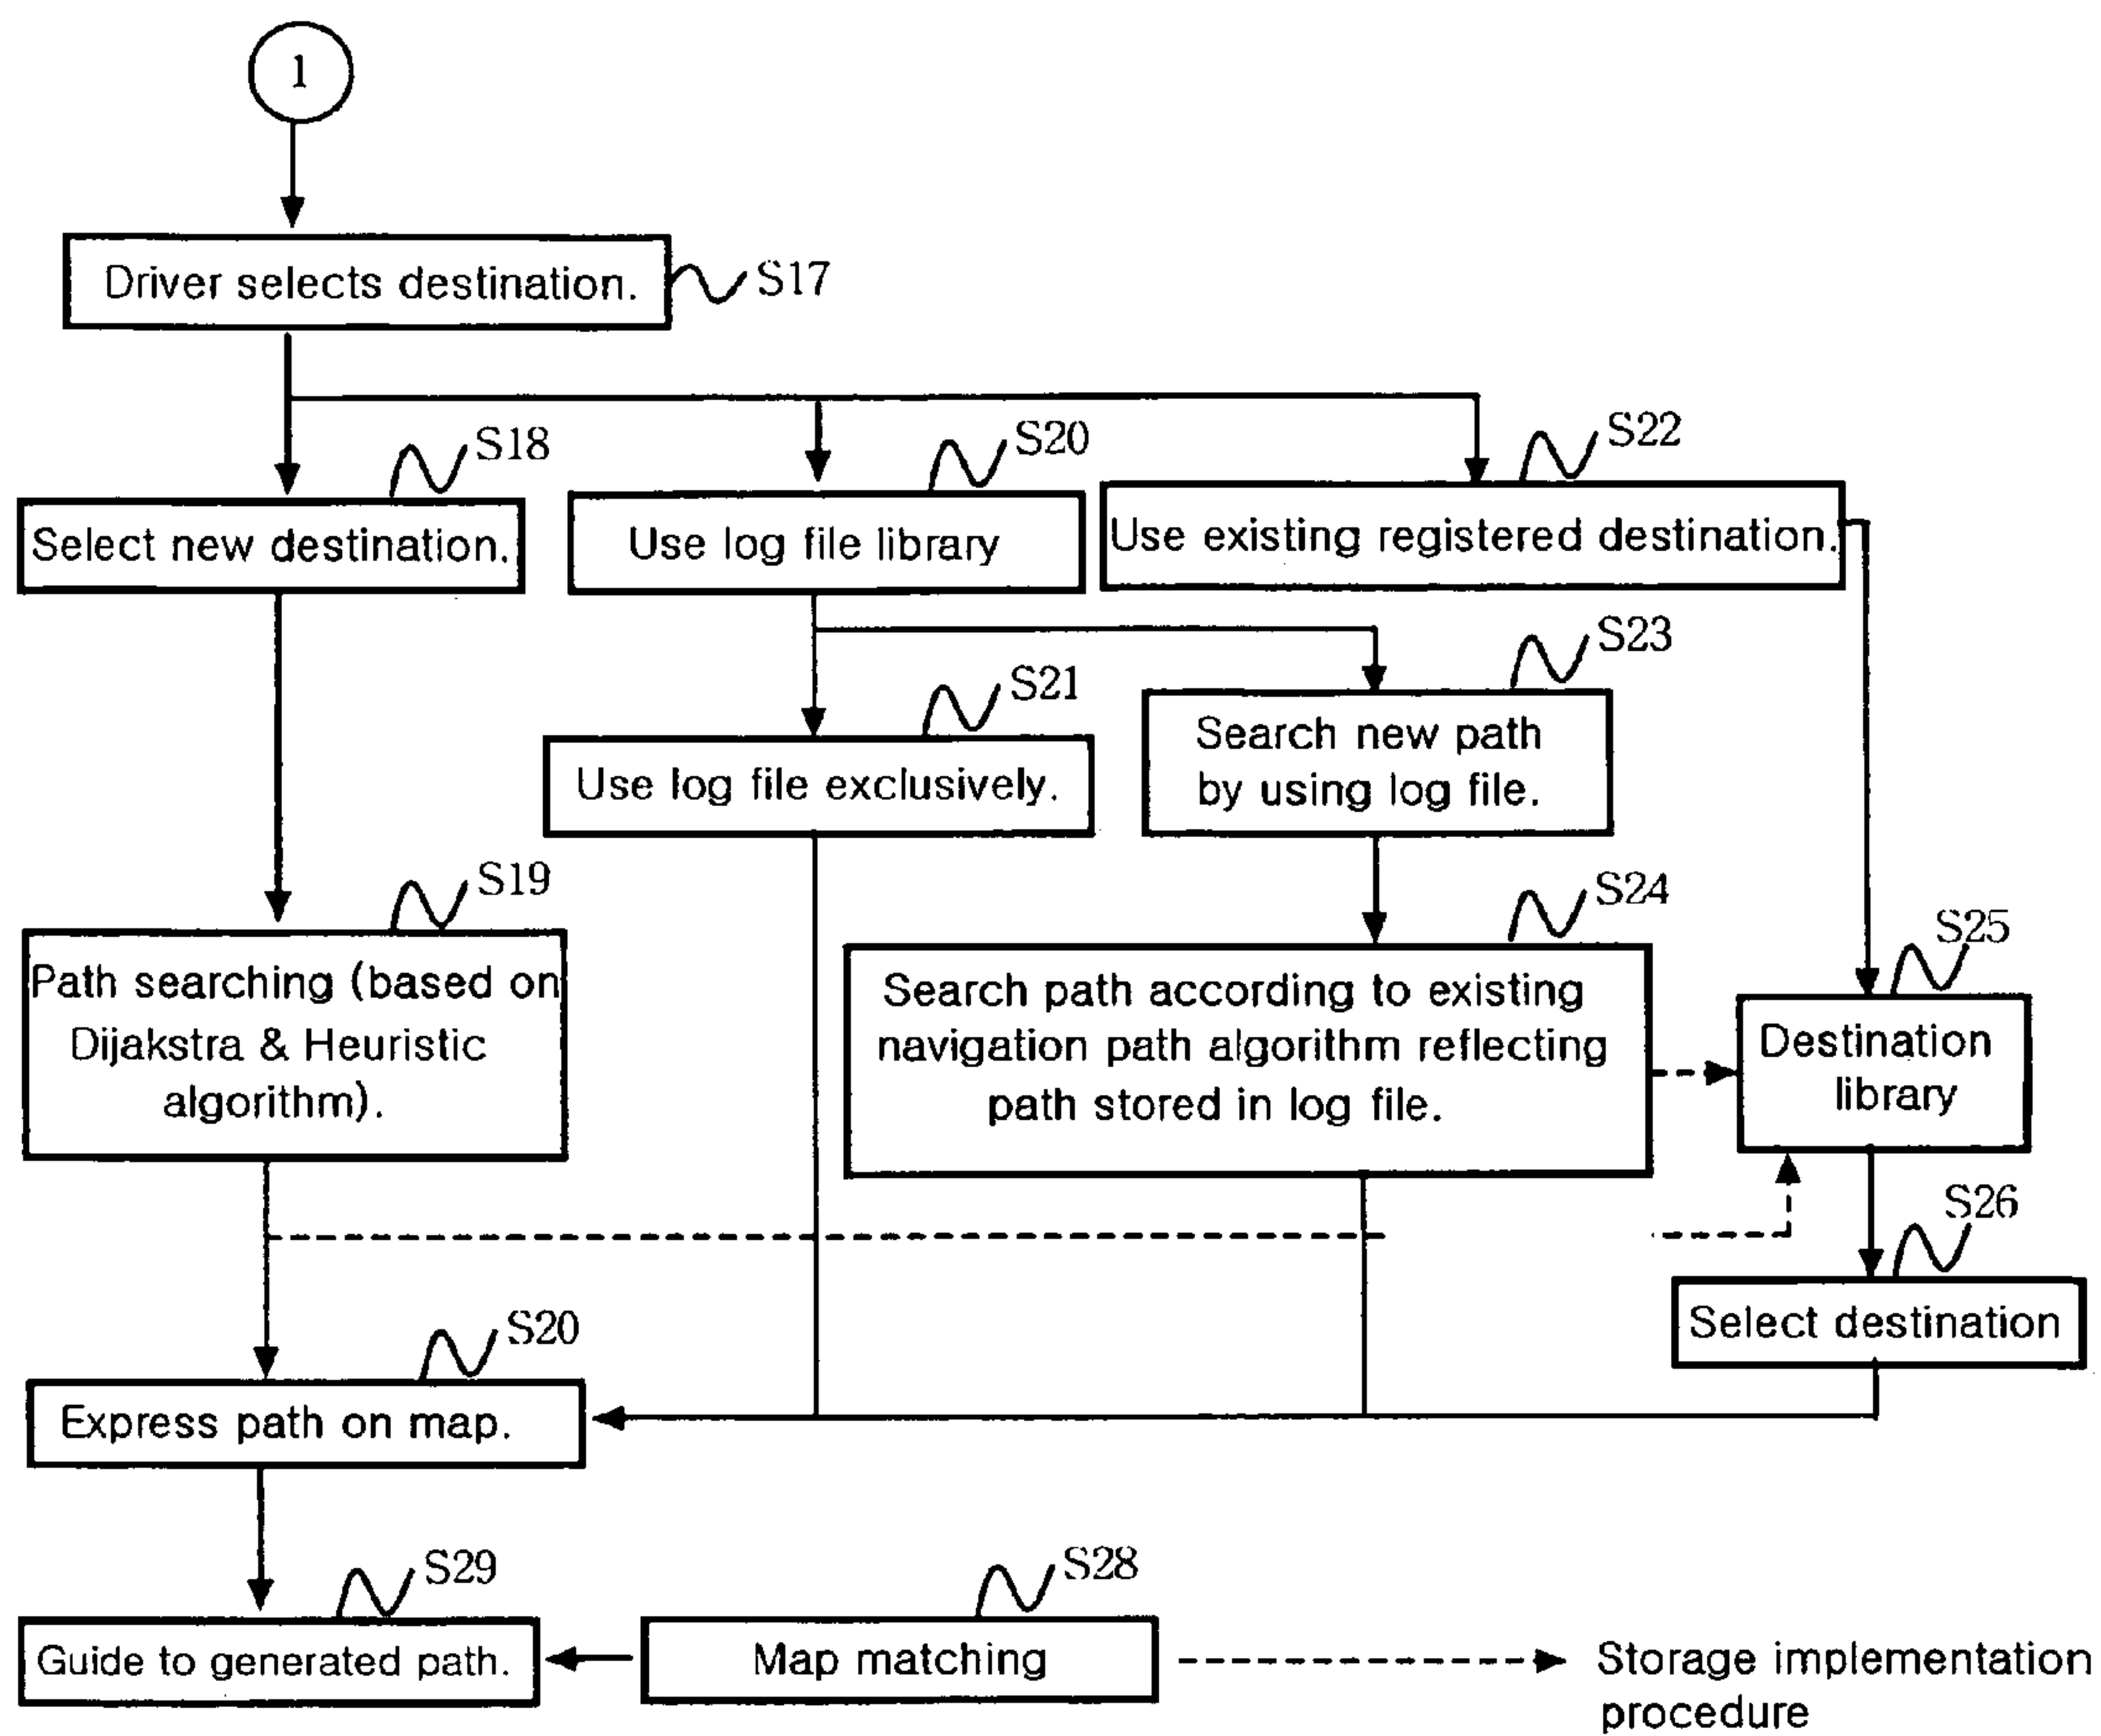 1
Driver selects destination.
S17
S18
S20
S22
Select new destination.
Use log file library
Use existing registered destination.
S21
S23
Use log file exclusively.
Search new path
by using log file.
S19
S24
S25
Path searching (based on
Dijakstra & Heuristic
algorithm).
Search path according to existing
navigation path algorithm reflecting
path stored in log file.
Destination
library
S26
Select destination
S20
Express path on map.
S29
S28
Guide to generated path.
Map matching
Storage implementation
procedure